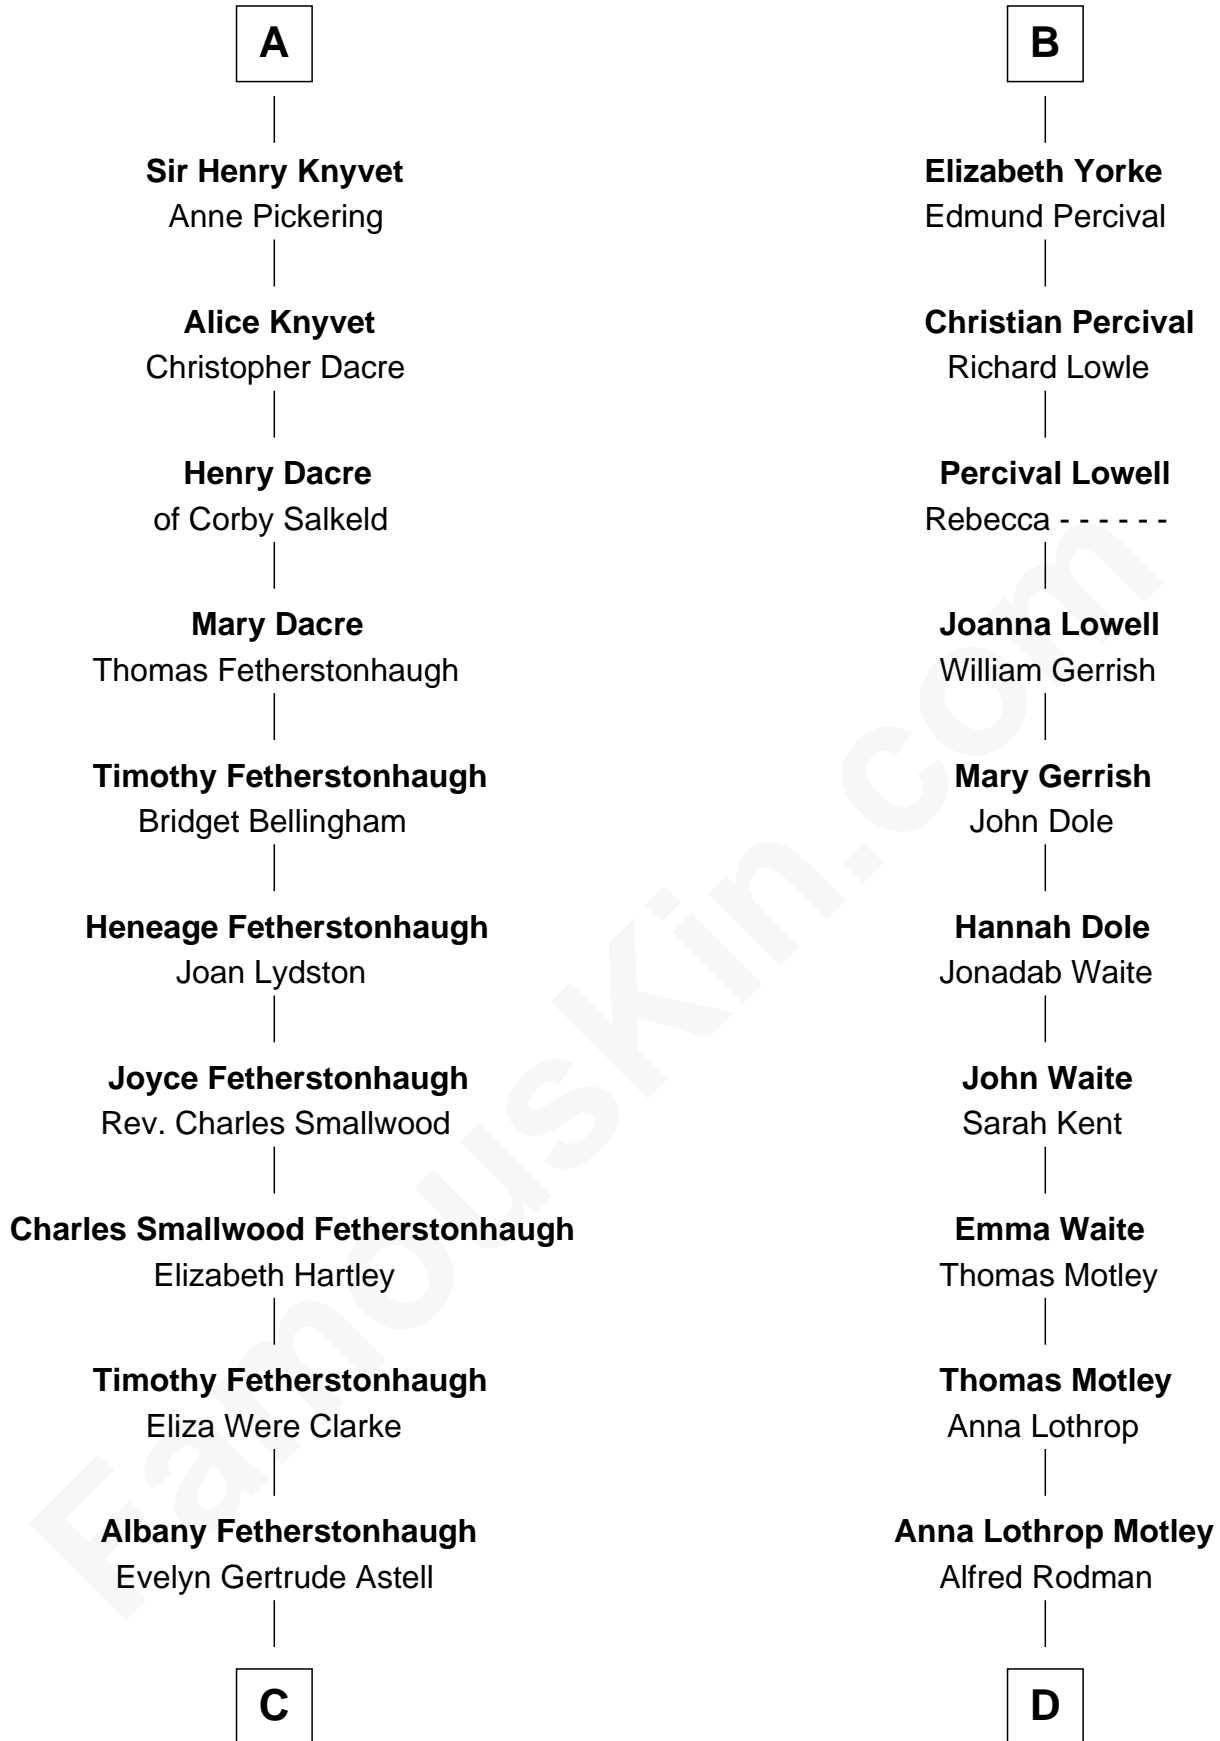 A
Sir Henry Knyvet
Anne Pickering
Alice Knyvet
Christopher Dacre
Henry Dacre
of Corby Salkeld
Mary Dacre
Thomas Fetherstonhaugh
Timothy Fetherstonhaugh
Bridget Bellingham
Heneage Fetherstonhaugh
Joan Lydston
Joyce Fetherstonhaugh
Rev. Charles Smallwood
Charles Smallwood Fetherstonhaugh
Elizabeth Hartley
Timothy Fetherstonhaugh
Eliza Were Clarke
Albany Fetherstonhaugh
Evelyn Gertrude Astell
C
B
Elizabeth Yorke
Edmund Percival
Christian Percival
Richard Lowle
Percival Lowell
Rebecca - - - - - -
Joanna Lowell
William Gerrish
Mary Gerrish
John Dole
Hannah Dole
Jonadab Waite
John Waite
Sarah Kent
Emma Waite
Thomas Motley
Thomas Motley
Anna Lothrop
Anna Lothrop Motley
Alfred Rodman
D
FamousKin.com